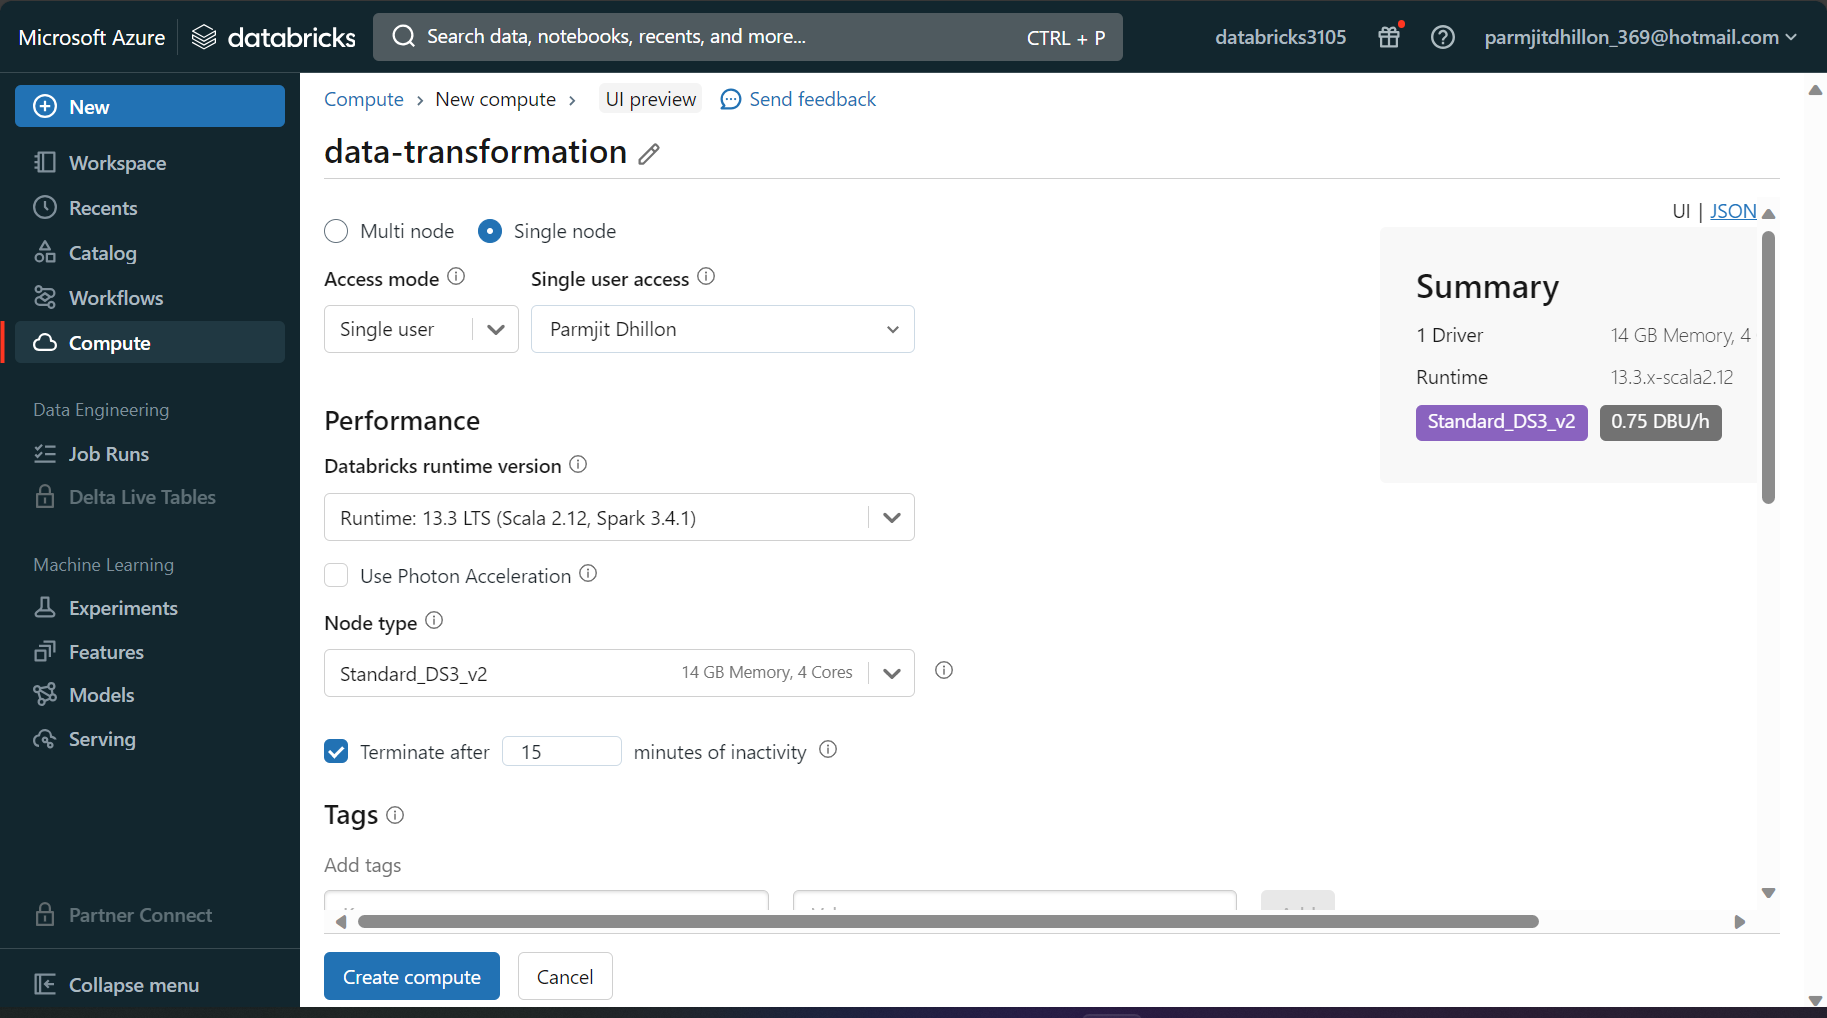 Microsoft Azure
databricks
Search data, notebooks, recents, and more...
CTRL + P
databricks3105
parmjitdhillon_369@hotmail.com
New
Workspace
Recents
Catalog
Workflows
Compute
Data Engineering
Job Runs
Delta Live Tables
Machine Learning
Experiments
Features
Models
Serving
Partner Connect
Collapse menu
Compute › New compute › UI preview Send feedback
data-transformation
UI | JSON
Multi node Single node
Access mode Single user access
Single user Parmjit Dhillon
Performance
Databricks runtime version
Runtime: 13.3 LTS (Scala 2.12, Spark 3.4.1)
Use Photon Acceleration
Node type
Standard_DS3_v2 14 GB Memory, 4 Cores
Terminate after 15 minutes of inactivity
Tags
Add tags
Summary
1 Driver 14 GB Memory, 4
Runtime 13.3.x-scala2.12
Standard_DS3_v2 0.75 DBU/h
Create compute
Cancel